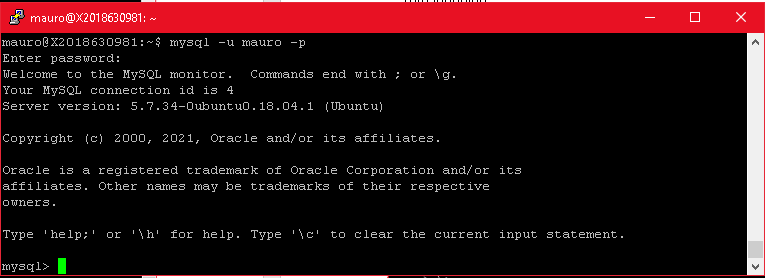 mauro@X2018630981: ~
mauro@X2018630981:~$ mysql -u mauro -p
Enter password:
Welcome to the MySQL monitor.  Commands end with ; or \g.
Your MySQL connection id is 4
Server version: 5.7.34-0ubuntu0.18.04.1 (Ubuntu)
Copyright (c) 2000, 2021, Oracle and/or its affiliates.
Oracle is a registered trademark of Oracle Corporation and/or its
affiliates. Other names may be trademarks of their respective
owners.
Type 'help;' or '\h' for help. Type '\c' to clear the current input statement.
mysql>